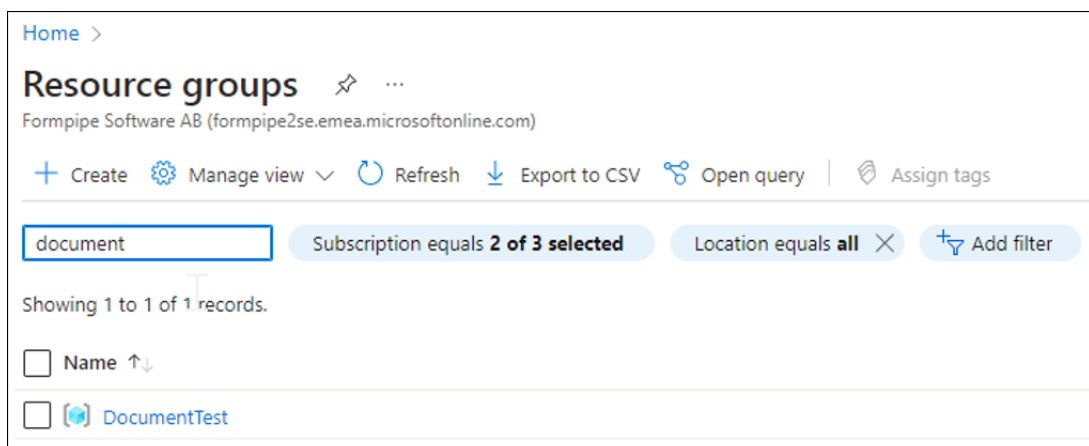 Home >
Resource groups ...
Formpipe Software AB (formpipe2se.emea.microsoftonline.com)
+ Create Manage view Refresh Export to CSV Open query Assign tags
document Subscription equals 2 of 3 selected Location equals all Add filter
Showing 1 to 1 of 1 records.
Name ↑↓
DocumentTest